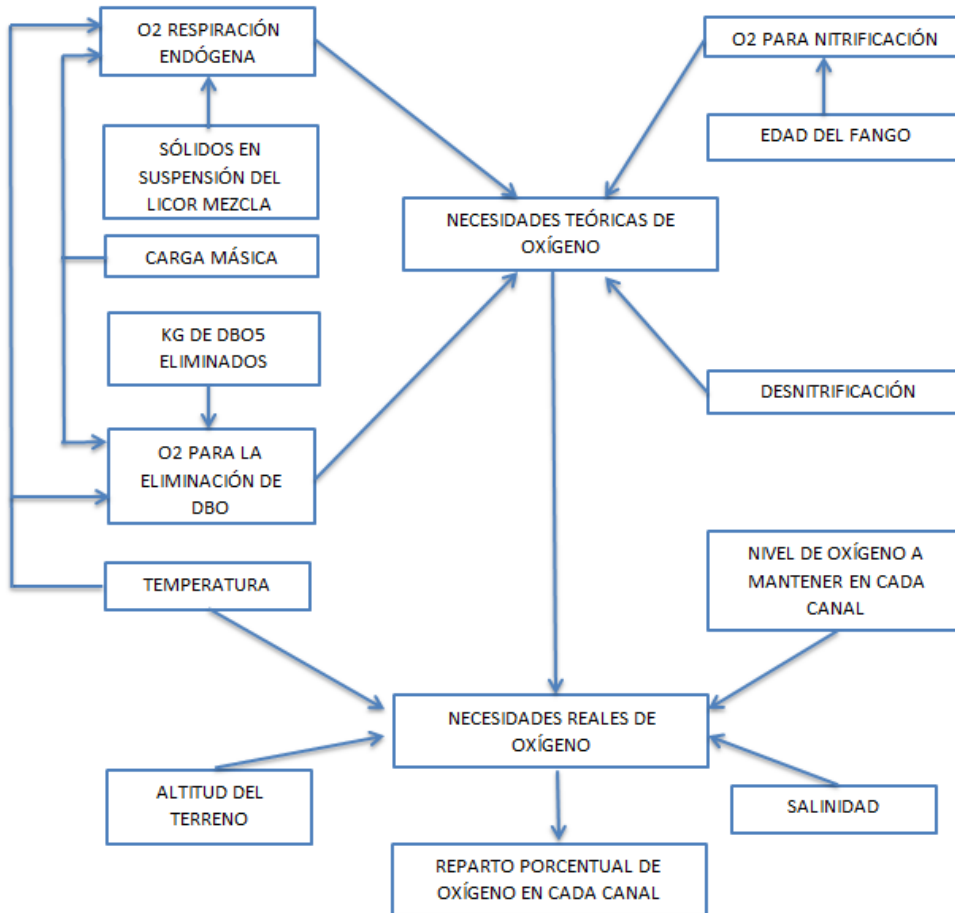 O2 RESPIRACIÓN
ENDÓGENA
O2 PARA NITRIFICACIÓN
SÓLIDOS EN
SUSPENSIÓN DEL
LICOR MEZCLA
EDAD DEL FANGO
NECESIDADES TEÓRICAS DE
OXÍGENO
CARGA MÁSICA
KG DE DBO5
ELIMINADOS
DESNITRIFICACIÓN
O2 PARA LA
ELIMINACIÓN DE
DBO
TEMPERATURA
NIVEL DE OXÍGENO A
MANTENER EN CADA
CANAL
NECESIDADES REALES DE
OXÍGENO
ALTITUD DEL
TERRENO
SALINIDAD
REPARTO PORCENTUAL DE
OXÍGENO EN CADA CANAL